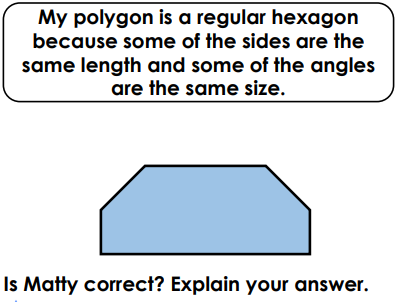 My polygon is a regular hexagon
because some of the sides are the
same length and some of the angles
are the same size.
Is Matty correct? Explain your answer.